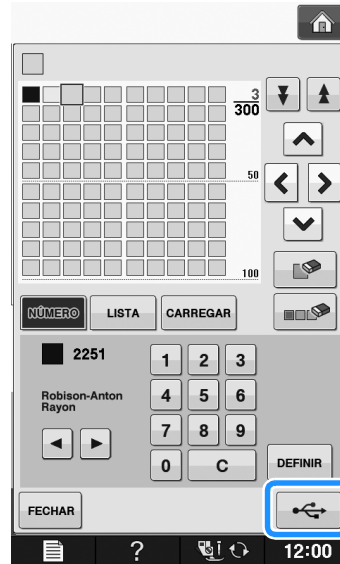 3
300
50
100
NÚMERO LISTA CARREGAR
2251
Robison-Anton
Rayon
1 2 3
4 5 6
7 8 9
0 C
DEFINIR
FECHAR
? 12:00